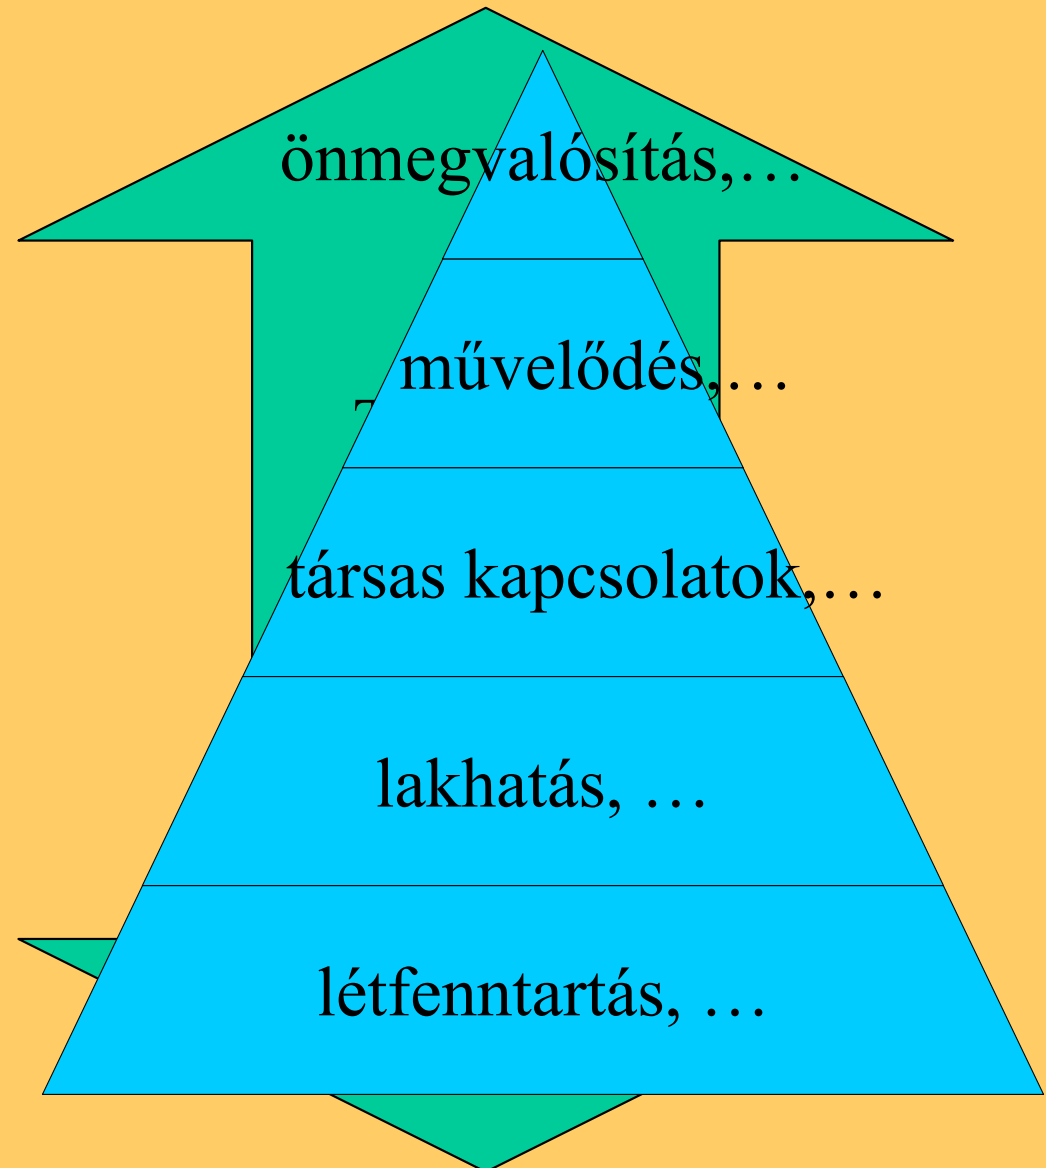 önmegvalósítás,…
művelődés,…
társas kapcsolatok,…
lakhatás, …
létfenntartás, …